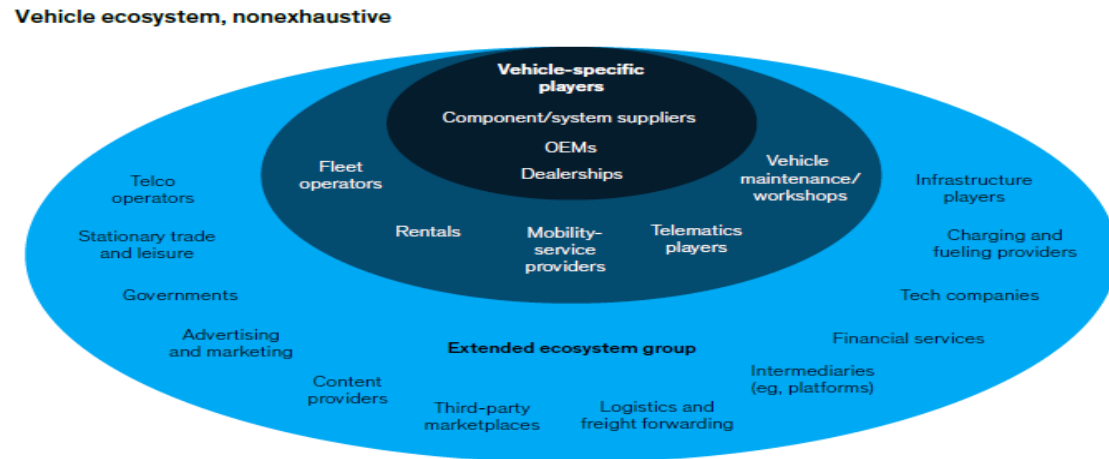 Vehicle ecosystem, nonexhaustive
Vehicle-specific
players
Component/system suppliers
OEMs
Dealerships
Fleet
operators
Rentals
Mobility-
service
providers
Telematics
players
Vehicle
maintenance/
workshops
Telco
operators
Stationary trade
and leisure
Governments
Advertising
and marketing
Content
providers
Extended ecosystem group
Third-party
marketplaces
Logistics and
freight forwarding
Intermediaries
(eg, platforms)
Financial services
Tech companies
Charging and
fueling providers
Infrastructure
players